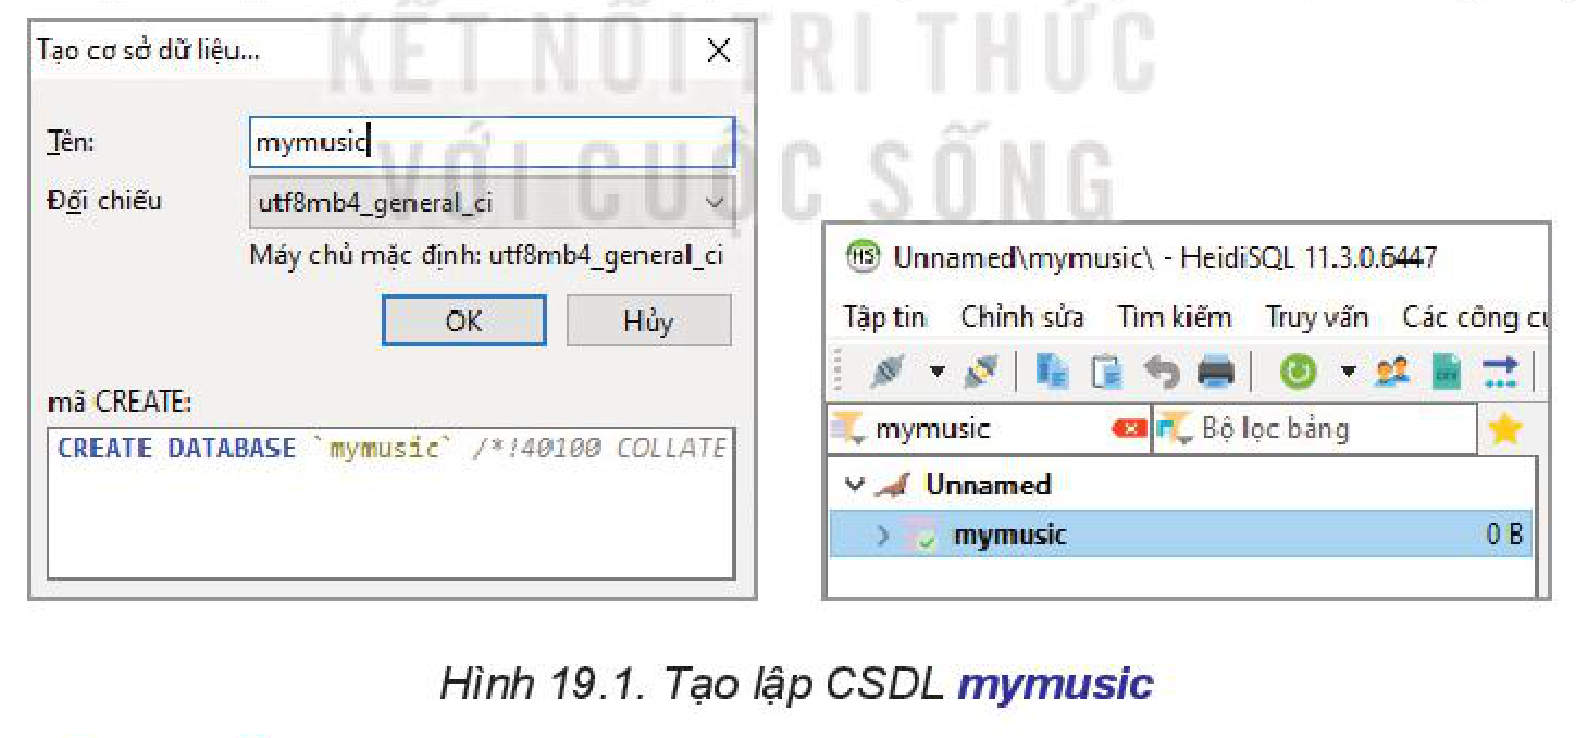 KẾT NỐI TRI THỨC
VỚI CUỘC SỐNG
Tạo cơ sở dữ liệu...
Tên:
mymusic
Đối chiếu
utf8mb4_general_ci
Máy chủ mặc định: utf8mb4_general_ci
OK
Hủy
mã CREATE:
CREATE DATABASE `mymusic` /*!40100 COLLATE
Unnamed\mymusic\ - HeidiSQL 11.3.0.6447
Tập tin Chỉnh sửa Tìm kiếm Truy vấn Các công cụ
mymusic
Bộ lọc bảng
Unnamed
mymusic 0 B
Hình 19.1. Tạo lập CSDL mymusic